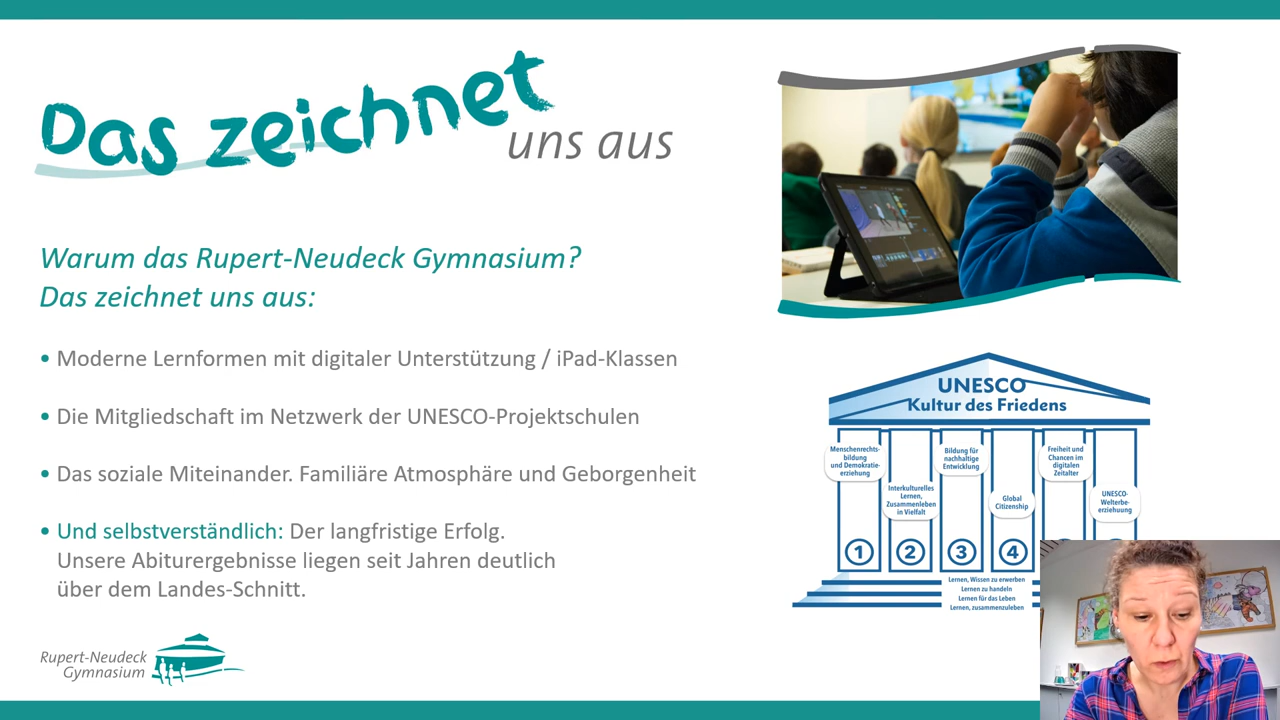 Das zeichnet
uns aus
Warum das Rupert-Neudeck Gymnasium?
Das zeichnet uns aus:
• Moderne Lernformen mit digitaler Unterstützung / iPad-Klassen
• Die Mitgliedschaft im Netzwerk der UNESCO-Projektschulen
• Das soziale Miteinander. Familiäre Atmosphäre und Geborgenheit
• Und selbstverständlich: Der langfristige Erfolg.
Unsere Abiturergebnisse liegen seit Jahren deutlich
über dem Landes-Schnitt.
Rupert-Neudeck
Gymnasium
UNESCO
Kultur des Friedens
Menschenrechts-
bildung
und Demokratie-
erziehung
Interkulturelles
Lernen,
Zusammenleben
in Vielfalt
Bildung für
nachhaltige
Entwicklung
Global
Citizenship
Freiheit und
Chancen im
digitalen
Zeitalter
UNESCO-
Welterbe-
erziehuung
1 2 3 4
Lernen, Wissen zu erwerben
Lernen zu handeln
Lernen für das Leben
Lernen, zusammenzuleben